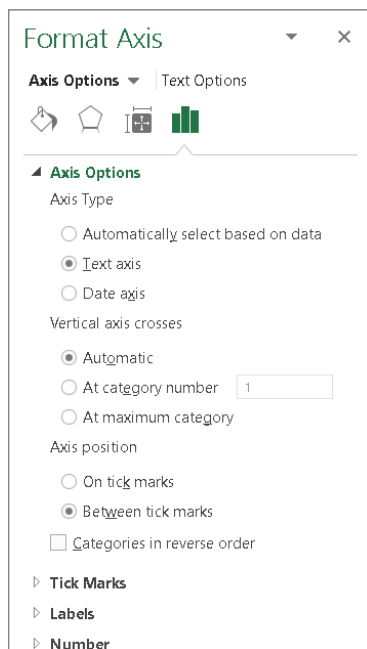 Format Axis
Axis Options Text Options
Axis Options
Axis Type
Automatically select based on data
Text axis
Date axis
Vertical axis crosses
Automatic
At category number 1
At maximum category
Axis position
On tick marks
Between tick marks
Categories in reverse order
Tick Marks
Labels
Number